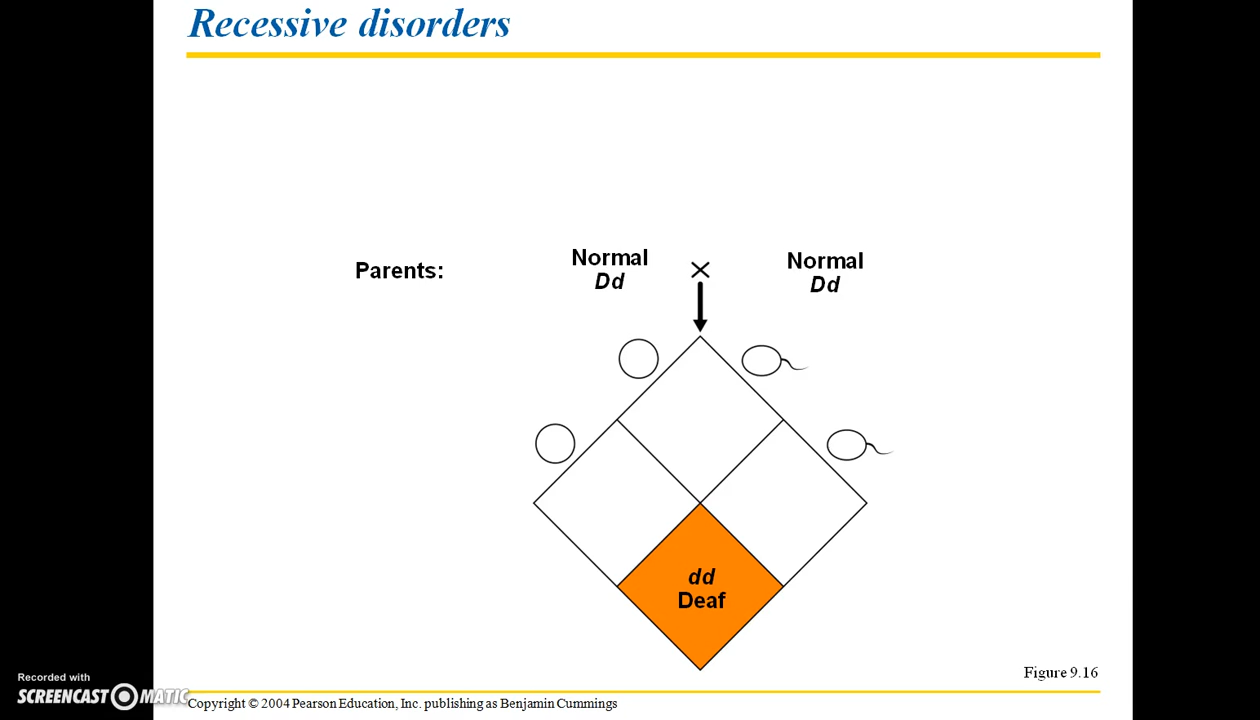 Recessive disorders
Parents:
Normal
Dd
×
Normal
Dd
dd
Deaf
Figure 9.16
Recorded with
SCREENCAST MATIC
Copyright © 2004 Pearson Education, Inc. publishing as Benjamin Cummings